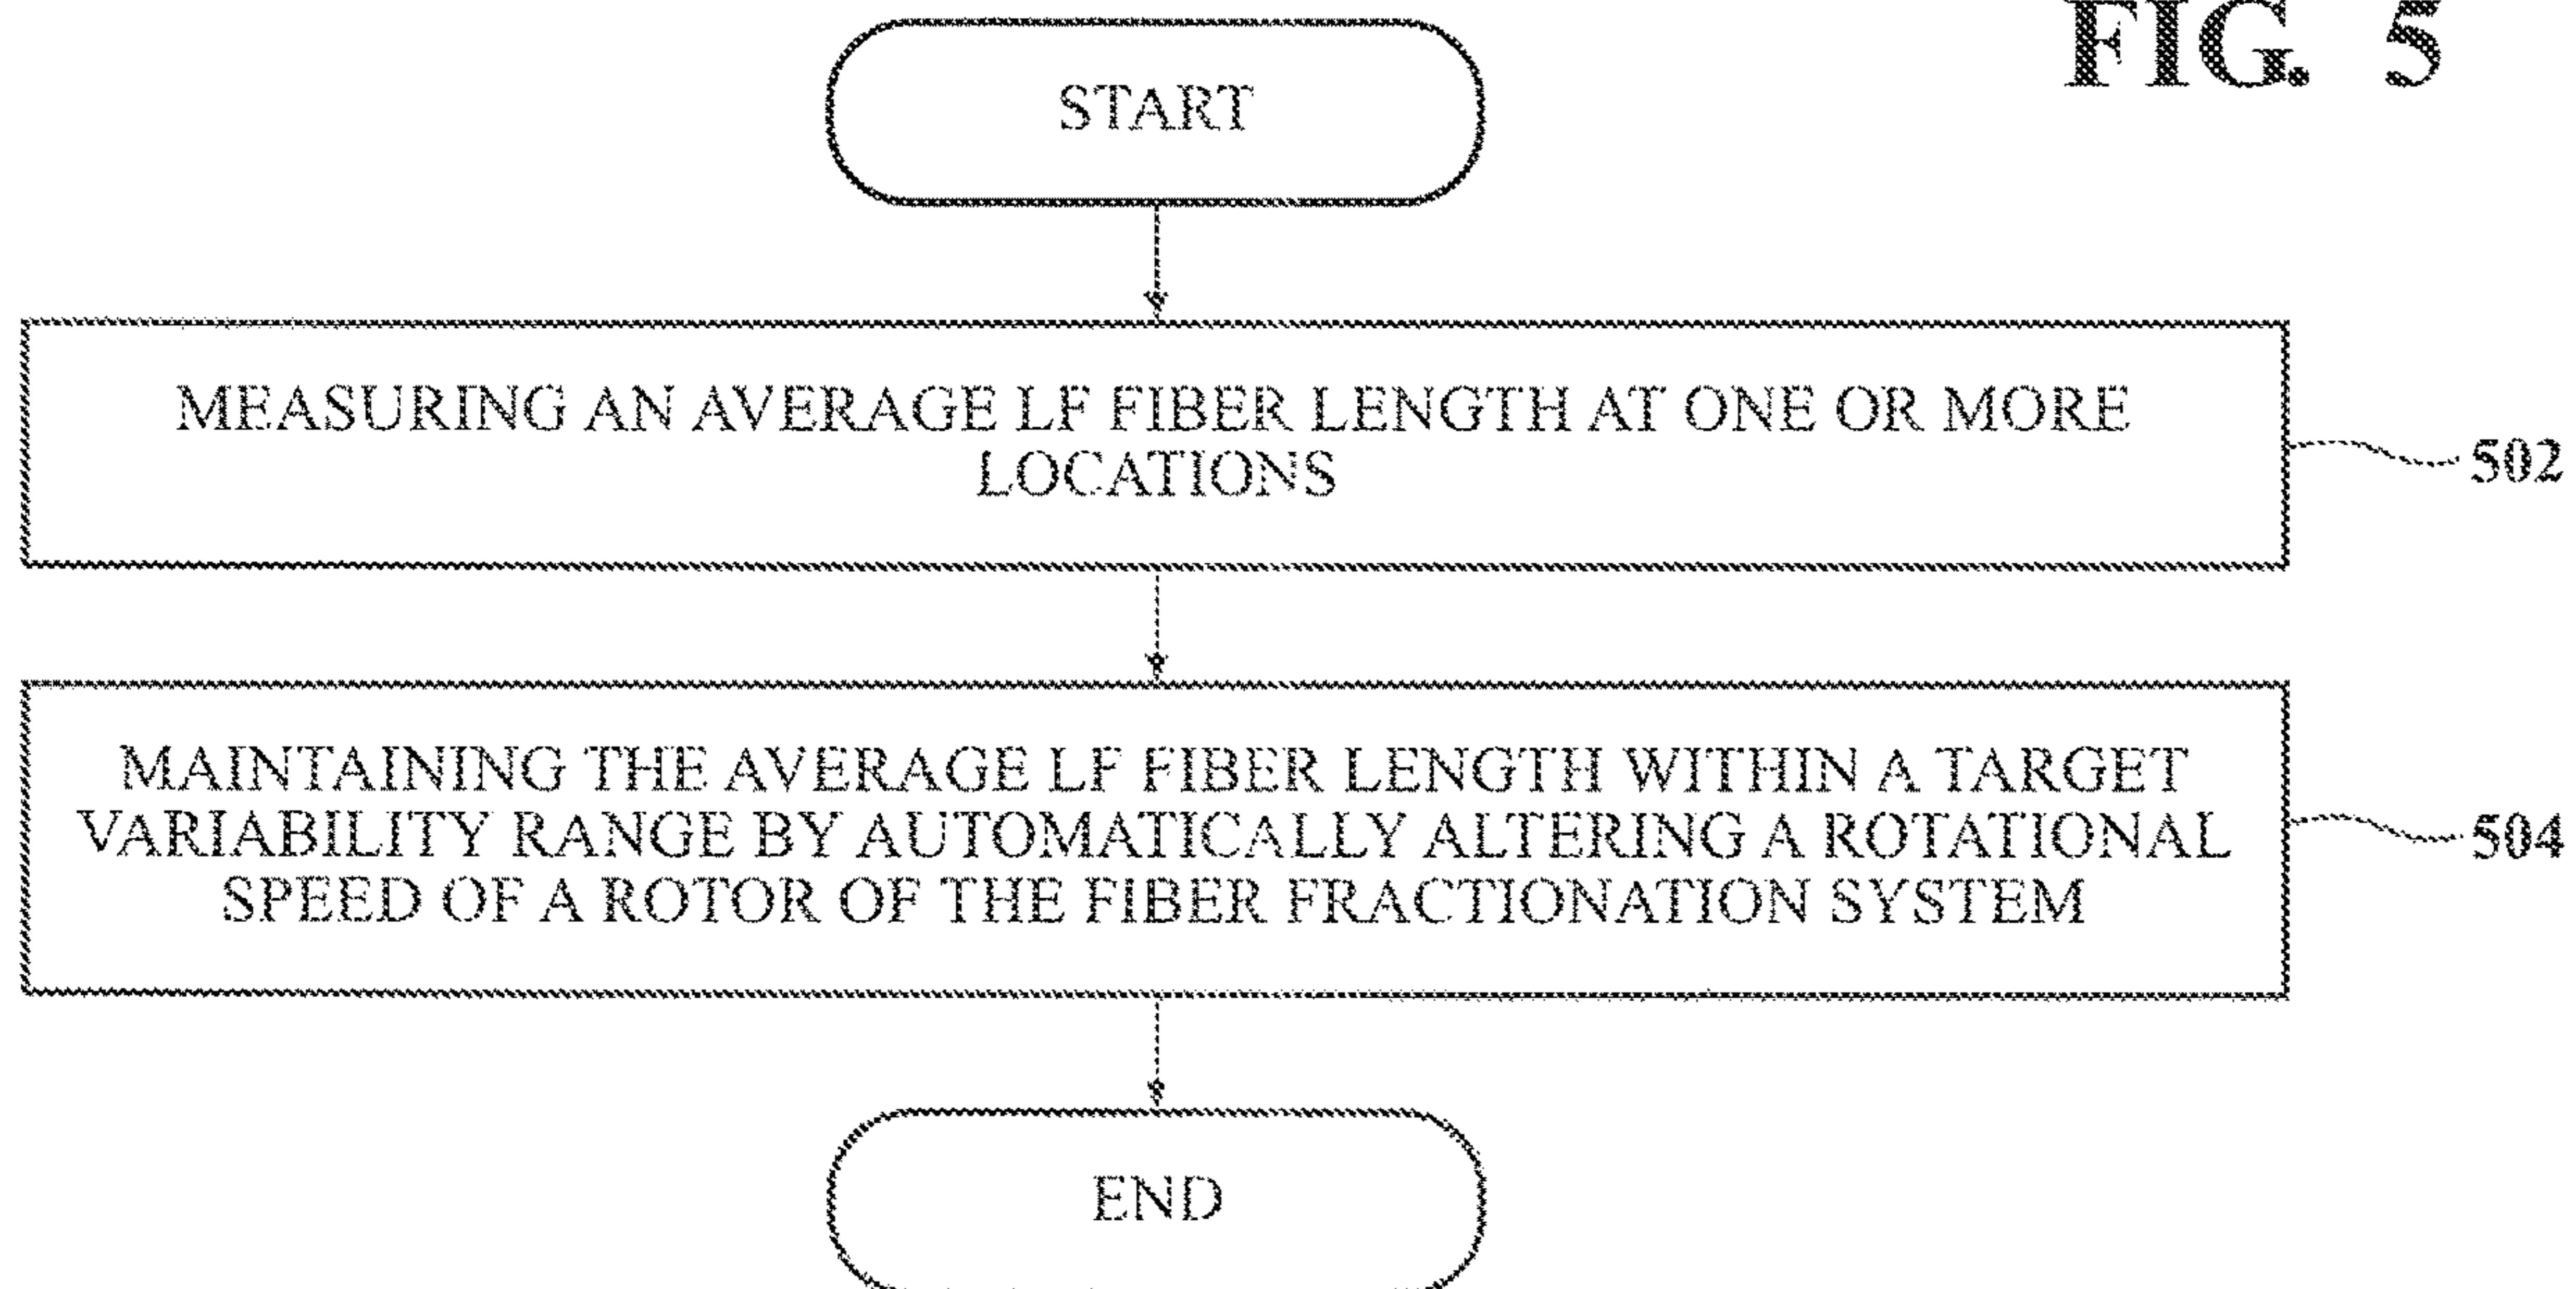 FIG. 5
START
MEASURING AN AVERAGE LF FIBER LENGTH AT ONE OR MORE
LOCATIONS
502
MAINTAINING THE AVERAGE LF FIBER LENGTH WITHIN A TARGET
VARIABILITY RANGE BY AUTOMATICALLY ALTERING A ROTATIONAL
SPEED OF A ROTOR OF THE FIBER FRACTIONATION SYSTEM
504
END